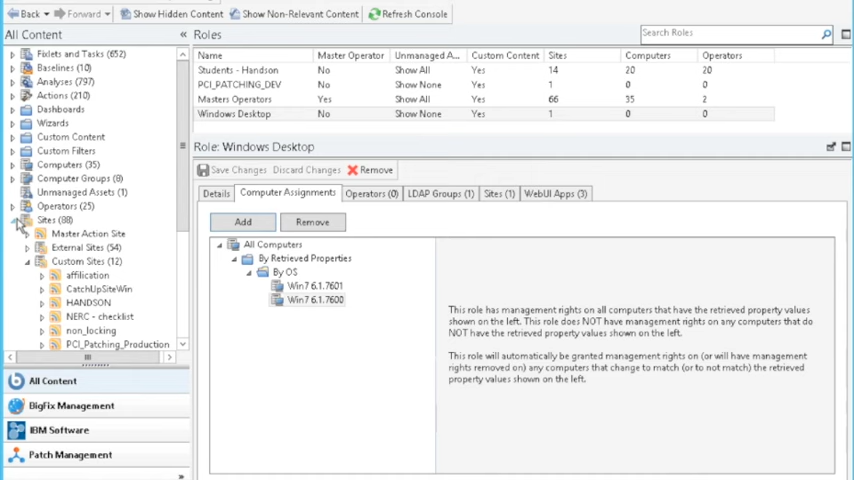 Back Forward Show Hidden Content Show Non-Relevant Content Refresh Console
All Content
Fixlets and Tasks (652)
Baselines (10)
Analyses (797)
Actions (210)
Dashboards
Wizards
Custom Content
Custom Filters
Computers (35)
Computer Groups (8)
Unmanaged Assets (1)
Operators (25)
Sites (88)
Master Action Site
External Sites (54)
Custom Sites (12)
affilication
CatchUpSiteWin
HANDSON
NERC - checklist
non_locking
PCI_Patching_Production
All Content
BigFix Management
IBM Software
Patch Management
Roles
Search Roles
Name Master Operator Unmanaged A... Custom Content Sites Computers Operators
Students - Handson No Show All Yes 14 20 20
PCI_PATCHING_DEV No Show None Yes 1 0 0
Masters Operators Yes Show All Yes 66 35 2
Windows Desktop No Show None Yes 1 0 0
Role: Windows Desktop
Save Changes Discard Changes Remove
Details Computer Assignments Operators (0) LDAP Groups (1) Sites (1) WebUI Apps (3)
Add Remove
All Computers
By Retrieved Properties
By OS
Win7 6.1.7601
Win7 6.1.7600
This role has management rights on all computers that have the retrieved property values
shown on the left. This role does NOT have management rights on any computers that do
NOT have the retrieved property values shown on the left.
This role will automatically be granted management rights on (or will have management
rights removed on) any computers that change to match (or to not match) the retrieved
property values shown on the left.